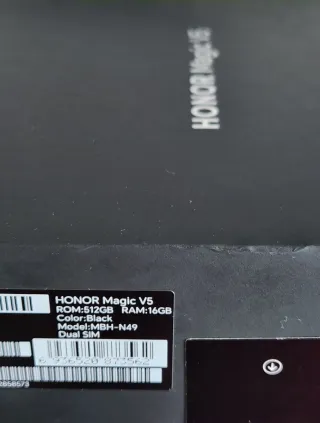 HONOR Magic V5
HONOR Magic V5
ROM:512GB RAM:16GB
Color:Black
Model:MBH-N49
Dual SIM